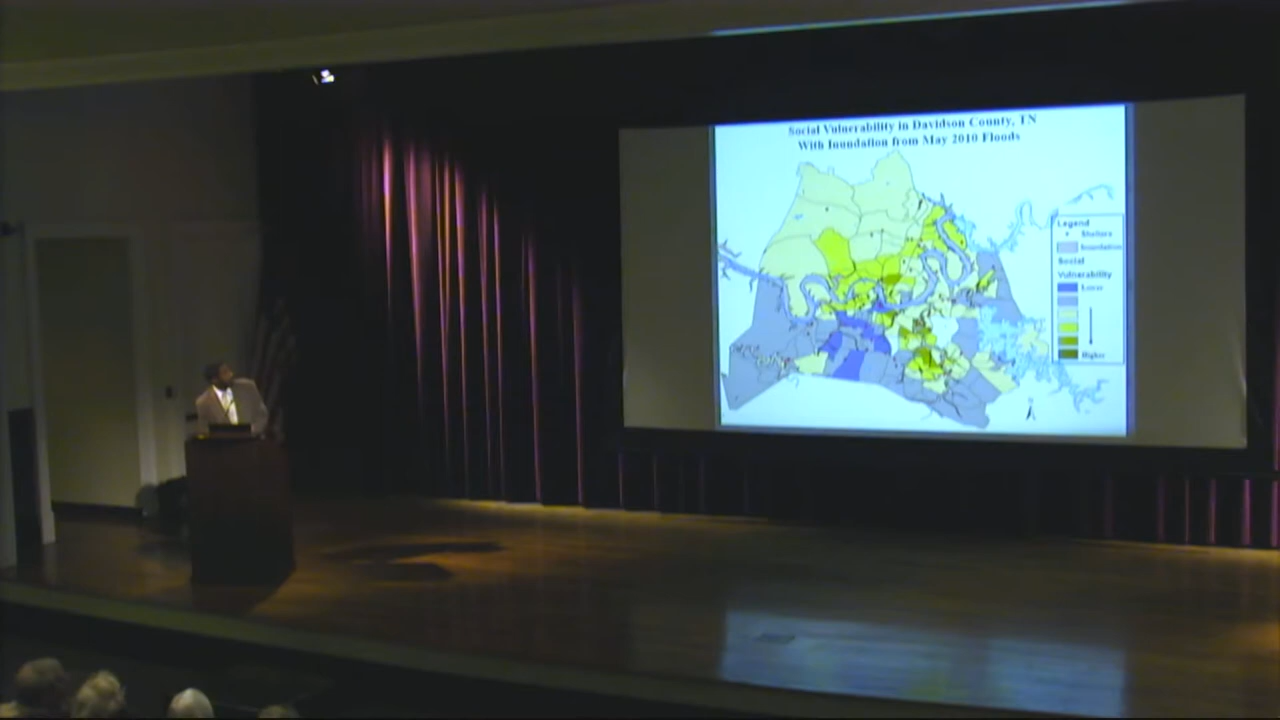 Social Vulnerability in Davidson County, TN
With Inundation from May 2010 Floods
Legend
Shelters
Inundation
Social
Vulnerability
Lower
Higher
N